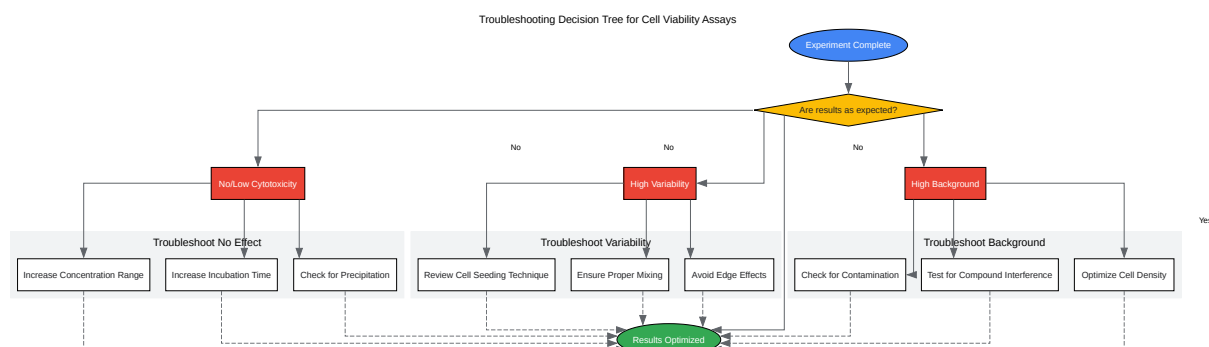 Troubleshooting Decision Tree for Cell Viability Assays
Experiment Complete
Are results as expected?
No
No
No
No/Low Cytotoxicity
High Variability
High Background
Yes
Troubleshoot No Effect
Troubleshoot Variability
Troubleshoot Background
Increase Concentration Range
Increase Incubation Time
Check for Precipitation
Review Cell Seeding Technique
Ensure Proper Mixing
Avoid Edge Effects
Check for Contamination
Test for Compound Interference
Optimize Cell Density
Results Optimized